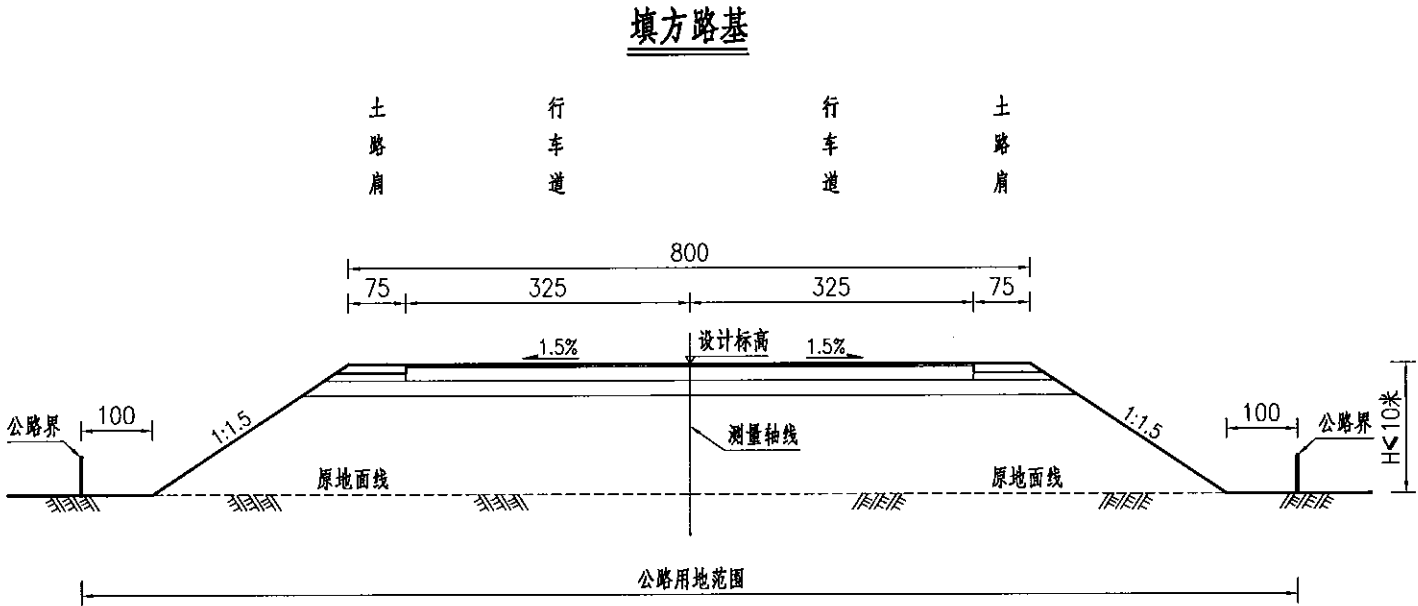 填方路基
土路肩
行车道
行车道
土路肩
800
75
325
325
75
1.5%
设计标高
1.5%
公路界
100
1:1.5
测量轴线
1:1.5
100
公路界
H<10米
原地面线
原地面线
公路用地范围